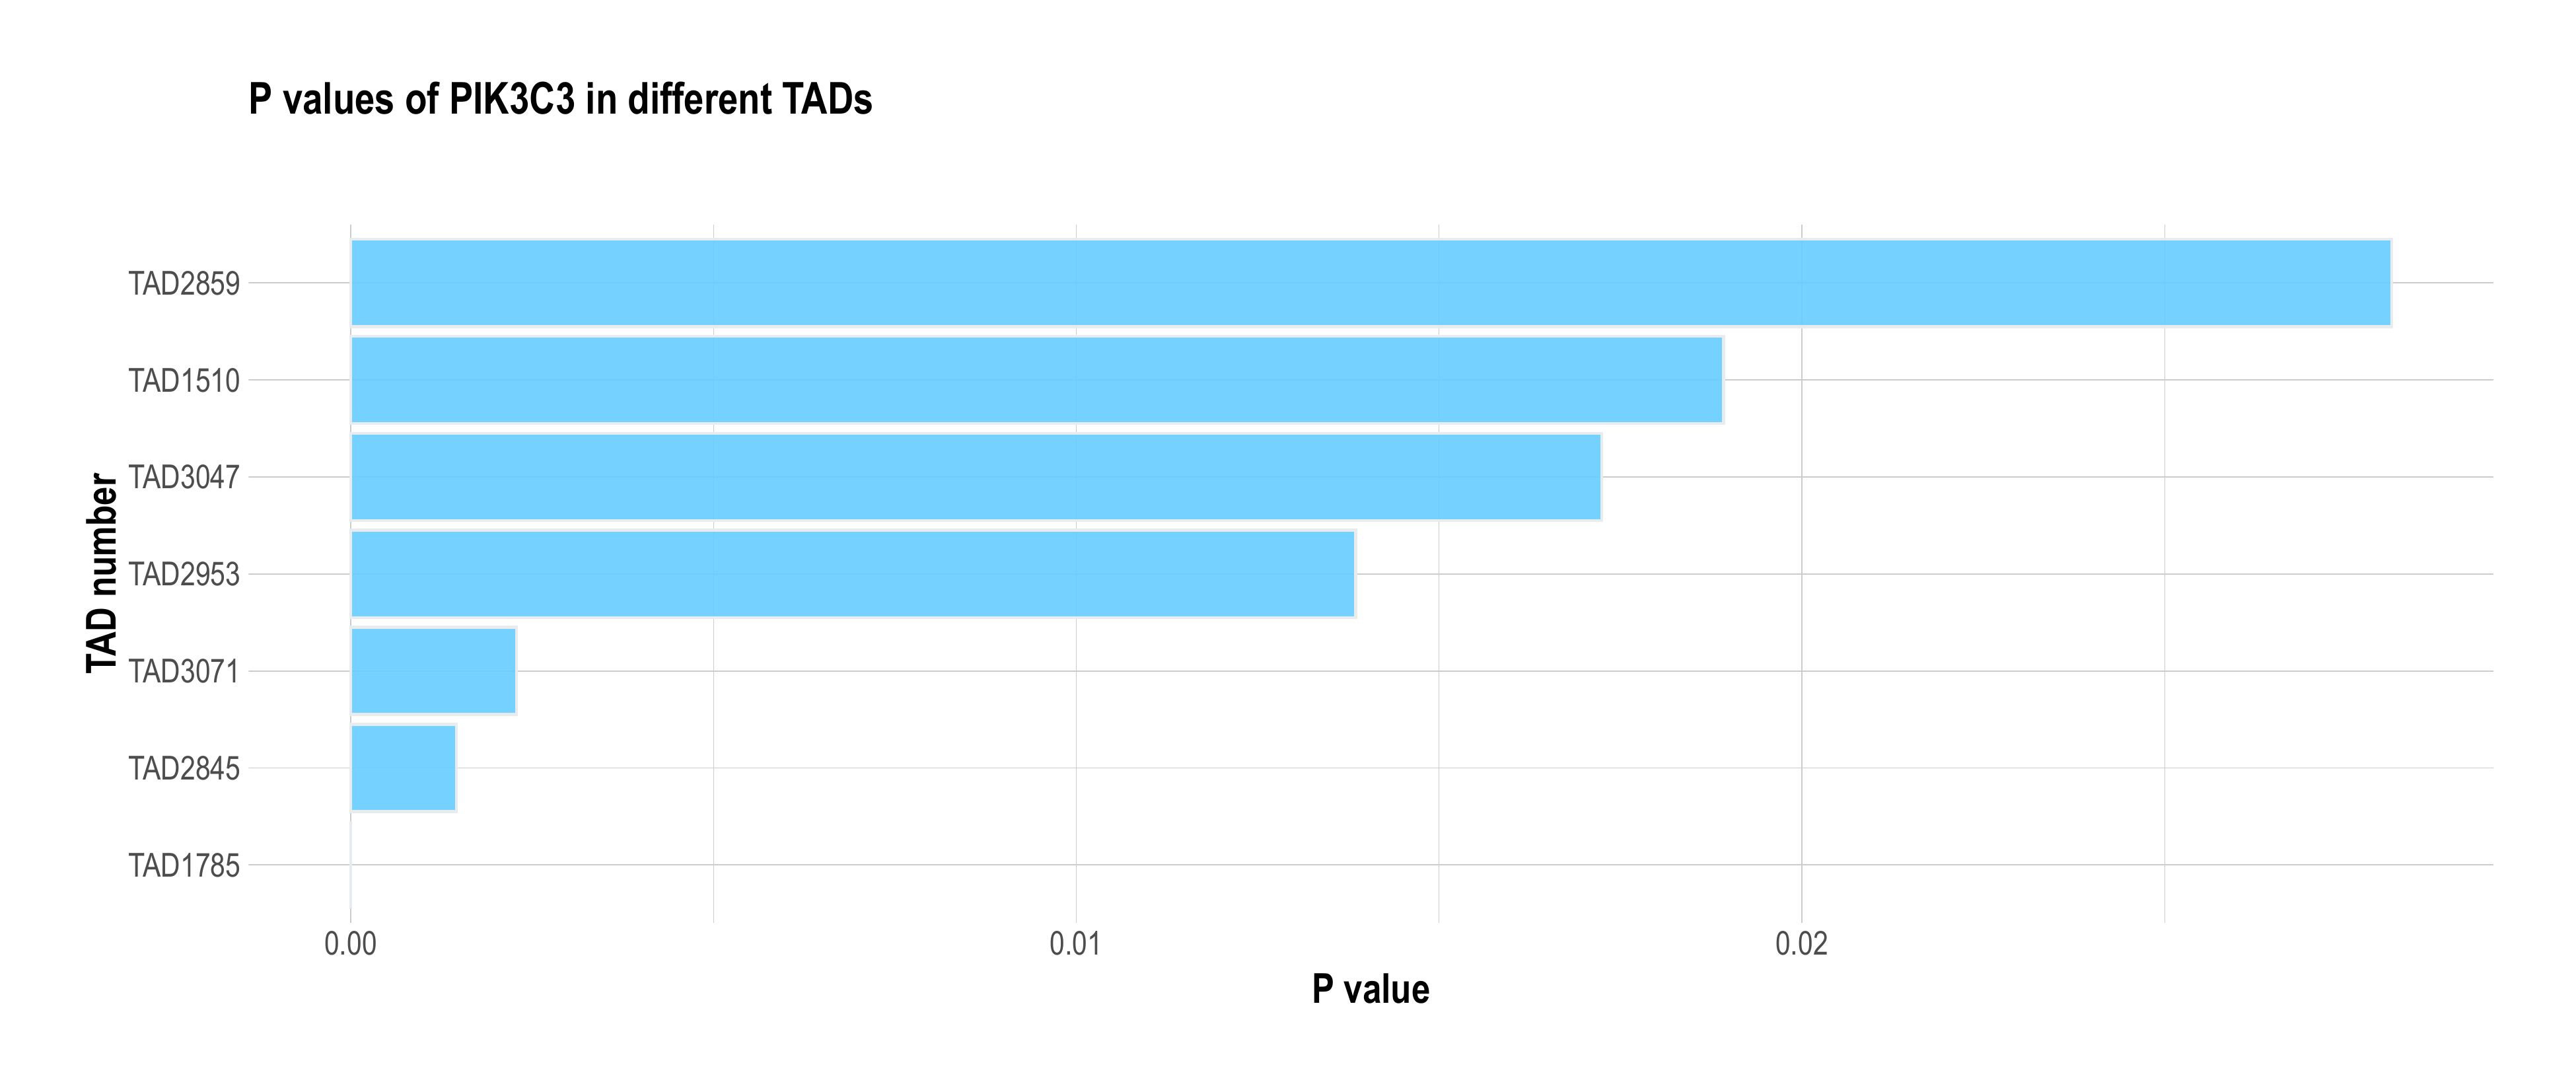 P values of PIK3C3 in different TADs
TAD number
TAD2859
TAD1510
TAD3047
TAD2953
TAD3071
TAD2845
TAD1785
0.00 0.01 0.02
P value